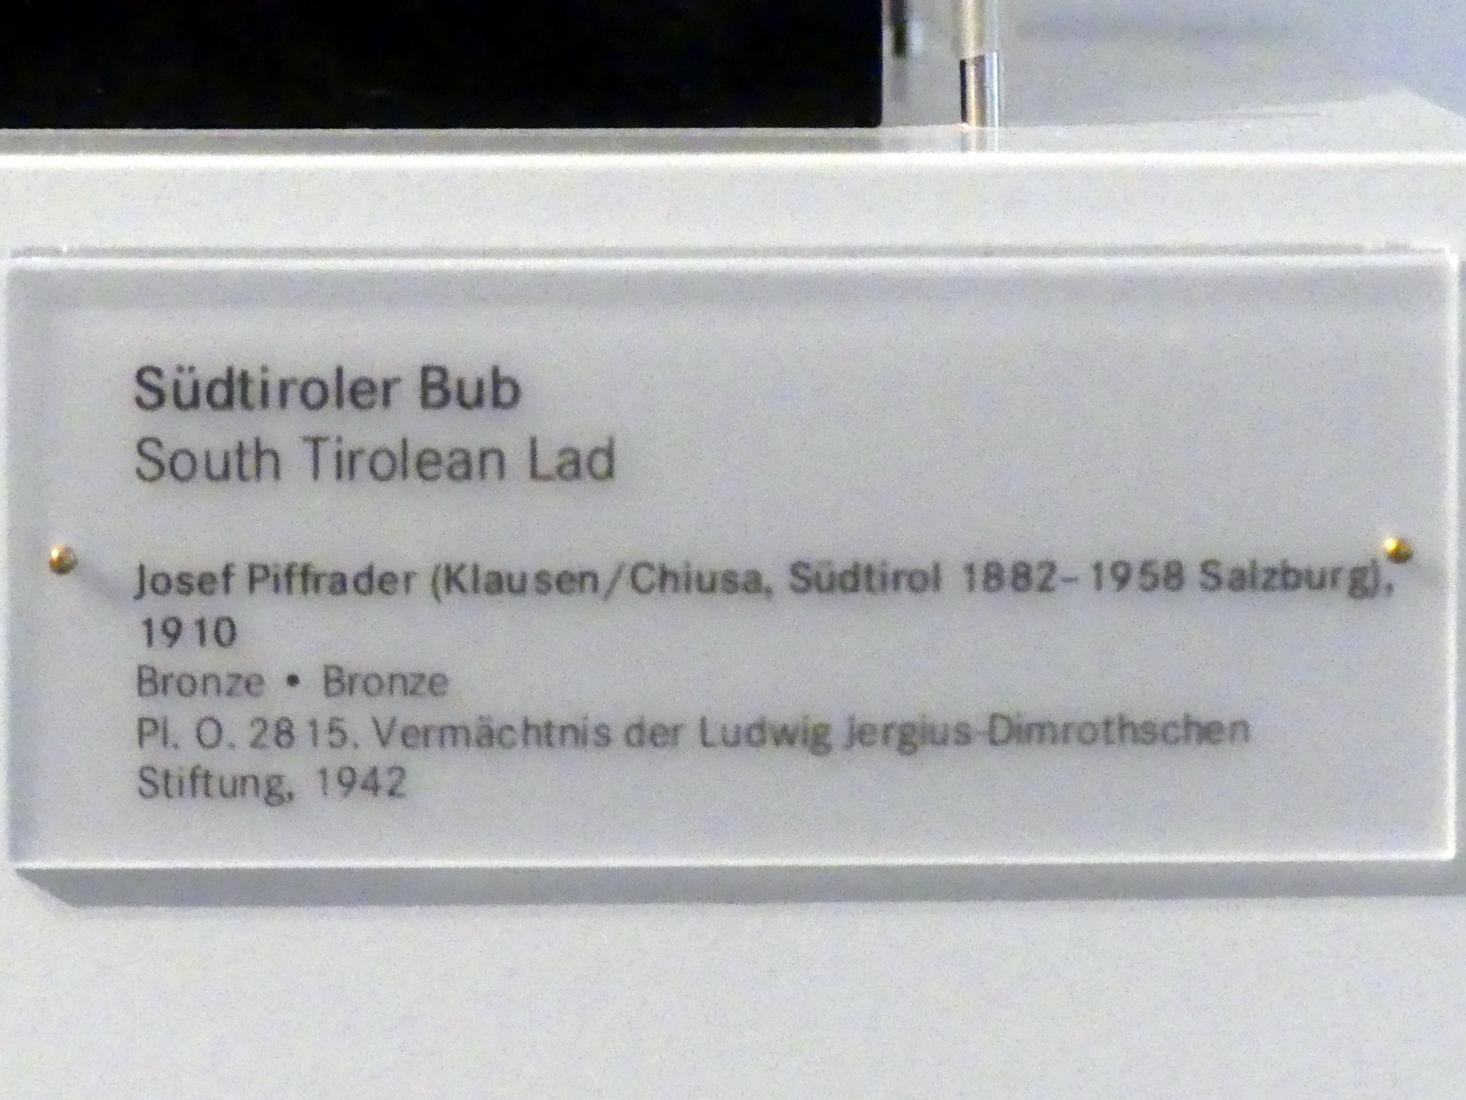 Südtiroler Bub
South Tirolean Lad
Josef Piffrader (Klausen/Chiusa, Südtirol 1882–1958 Salzburg),
1910
Bronze • Bronze
Pl. O. 2815. Vermächtnis der Ludwig Jergius-Dimrothschen
Stiftung, 1942